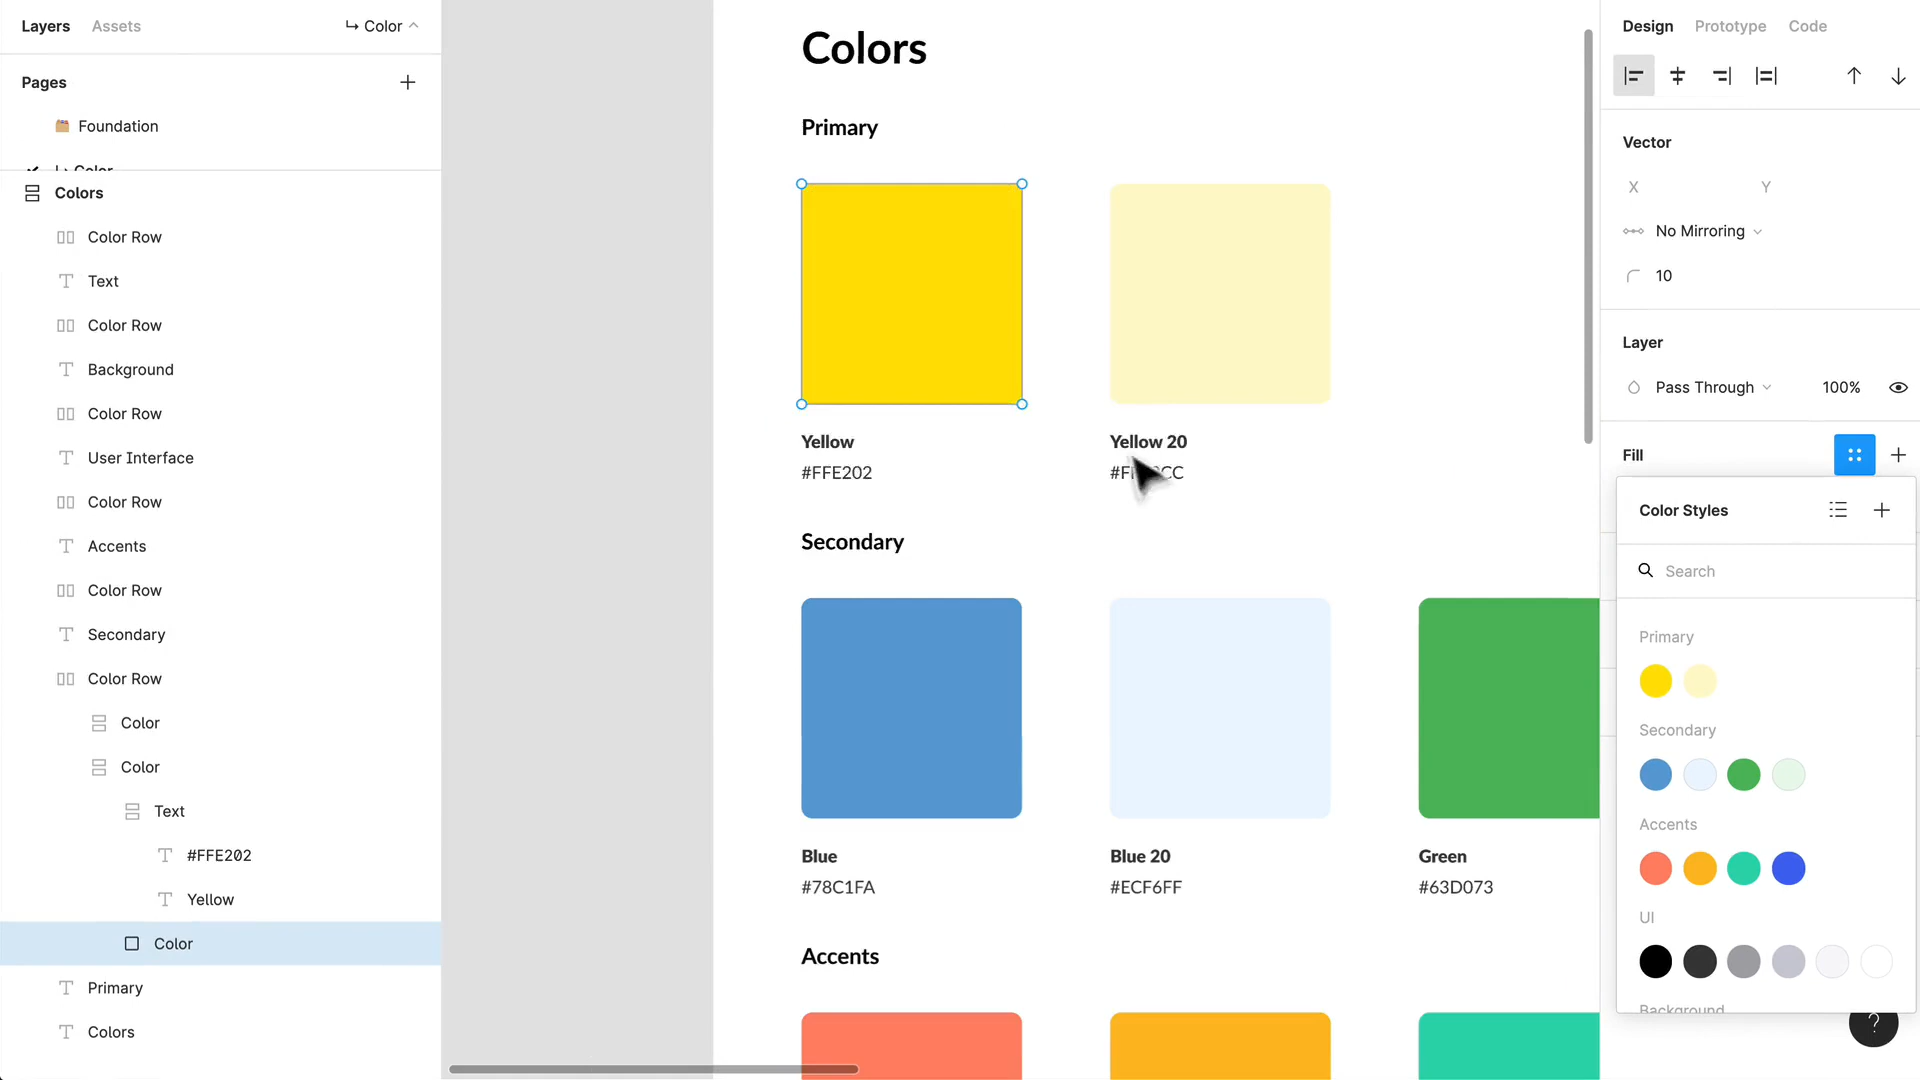 Layers
Assets
Color
Pages
Foundation
Color
Colors
Color Row
Text
Color Row
Background
Color Row
User Interface
Color Row
Accents
Color Row
Secondary
Color Row
Color
Color
Text
#FFE202
Yellow
Color
Primary
Colors
Colors
Primary
Yellow
#FFE202
Yellow 20
Secondary
Blue
#78C1FA
Blue 20
#ECF6FF
Green
#63D073
Accents
Design
Prototype
Code
Vector
X
Y
No Mirroring
10
Layer
Pass Through
100%
Fill
Color Styles
Search
Primary
Secondary
Accents
UI
Background
?